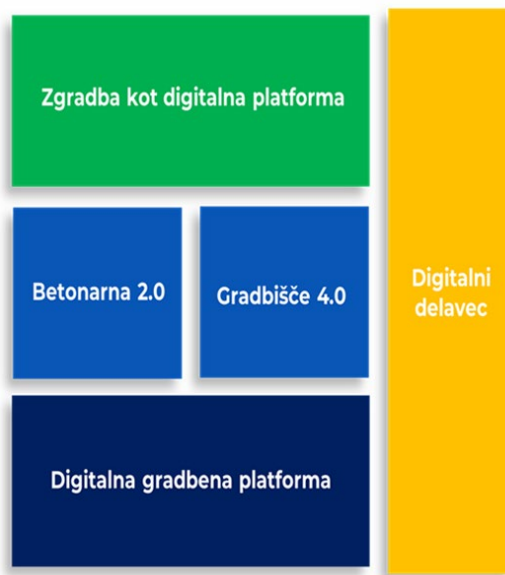 Zgradba kot digitalna platforma
Betonarna 2.0
Gradbišče 4.0
Digitalna gradbena platforma
Digitalni
delavec